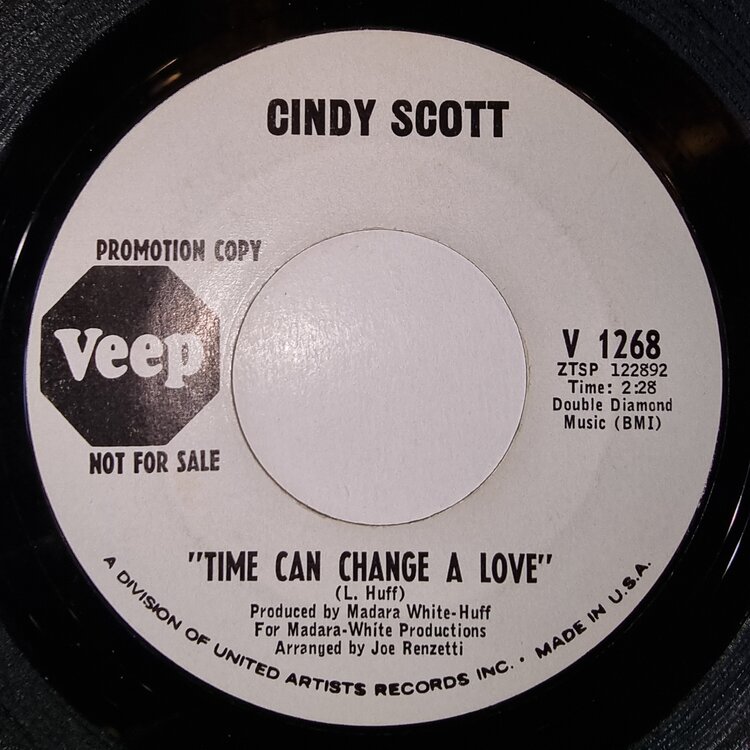 CINDY SCOTT
PROMOTION COPY
Veep
NOT FOR SALE
V 1268
ZTSP 122892
Time: 2:28
Double Diamond
Music (BMI)
"TIME CAN CHANGE A LOVE"
(L. Huff)
Produced by Madara White-Huff
For Madara-White Productions
Arranged by Joe Renzetti
A DIVISION OF UNITED ARTISTS RECORDS INC. • MADE IN U.S.A.